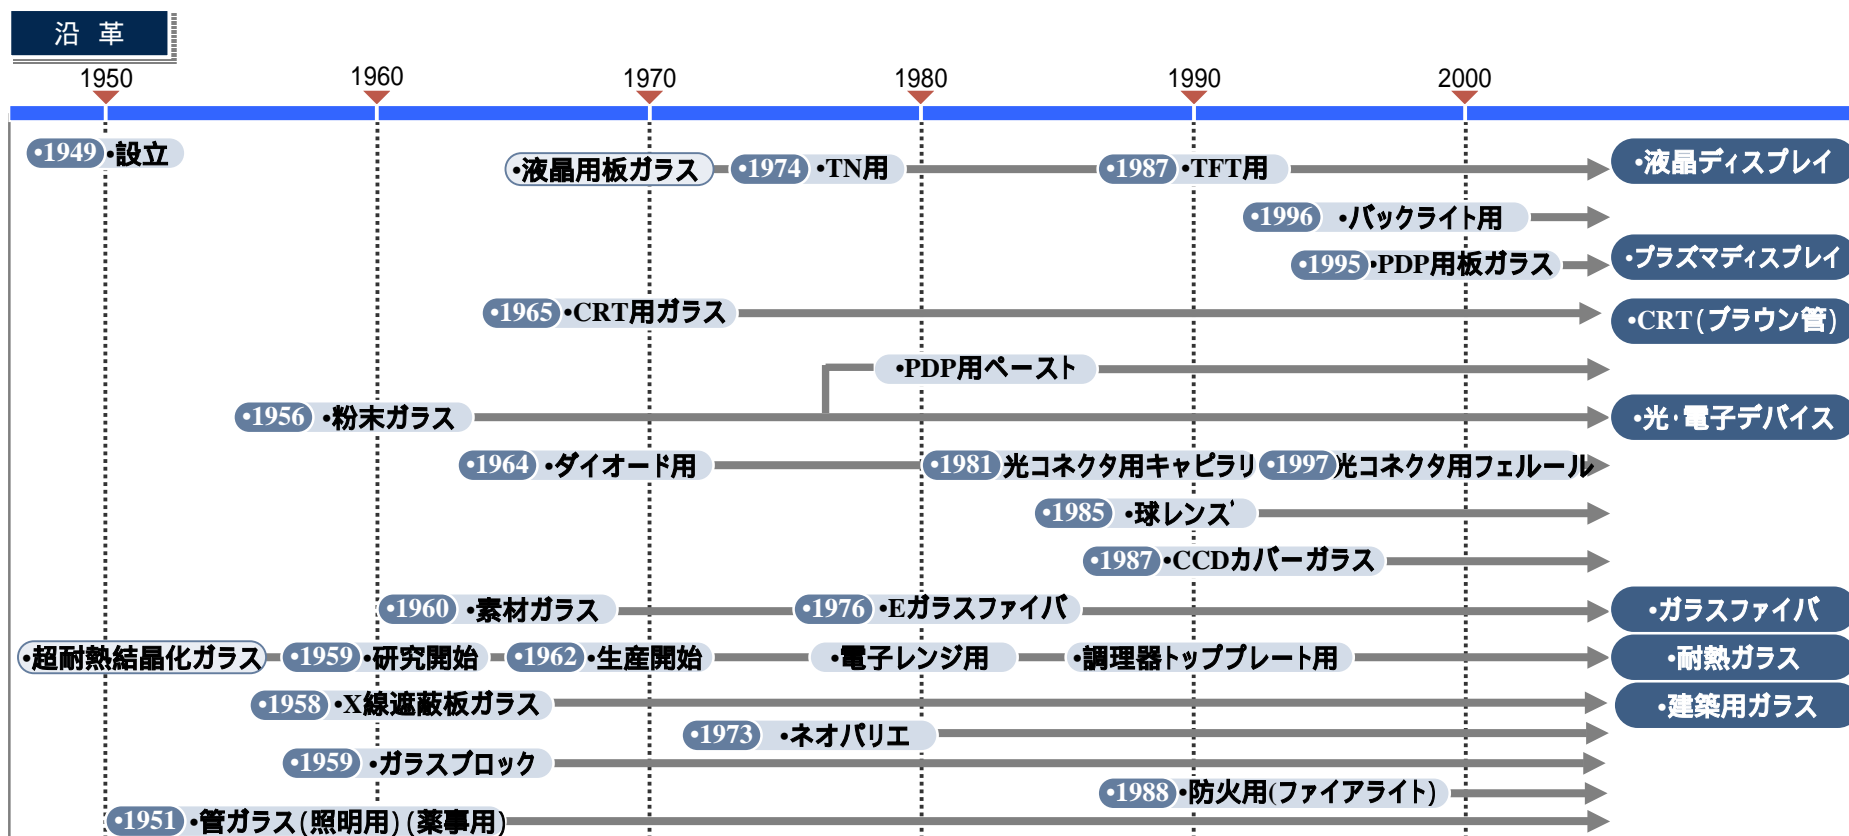 沿 革
1950 1960 1970 1980 1990 2000
•1949 •設立
•液晶用板ガラス •1974 •TN用 •1987 •TFT用 •液晶ディスプレイ
•1996 •バックライト用
•1995 •PDP用板ガラス •プラズマディスプレイ
•1965 •CRT用ガラス •CRT(ブラウン管)
•PDP用ペースト
•1956 •粉末ガラス •光・電子デバイス
•1964 •ダイオード用 •1981 光コネクタ用キャピラリ •1997 光コネクタ用フェルール
•1985 •球レンズ
•1987 •CCDカバーガラス
•1960 •素材ガラス •1976 •Eガラスファイバ •ガラスファイバ
•超耐熱結晶化ガラス •1959 •研究開始 •1962 •生産開始 •電子レンジ用 •調理器トッププレート用 •耐熱ガラス
•1958 •X線遮蔽板ガラス •建築用ガラス
•1973 •ネオパリエ
•1959 •ガラスブロック
•1988 •防火用(ファイアライト)
•1951 •管ガラス(照明用)(薬事用)